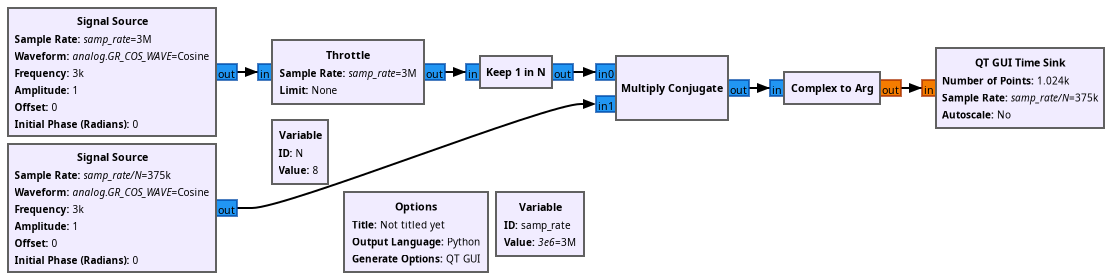 Signal Source
Sample Rate: samp_rate=3M
Waveform: analog.GR_COS_WAVE=Cosine
Frequency: 3k
Amplitude: 1
Offset: 0
Initial Phase (Radians): 0
out
in
Throttle
Sample Rate: samp_rate=3M
Limit: None
out
in
Keep 1 in N
out
in0
in1
Multiply Conjugate
out
in
Complex to Arg
out
in
QT GUI Time Sink
Number of Points: 1.024k
Sample Rate: samp_rate/N=375k
Autoscale: No
Signal Source
Sample Rate: samp_rate/N=375k
Waveform: analog.GR_COS_WAVE=Cosine
Frequency: 3k
Amplitude: 1
Offset: 0
Initial Phase (Radians): 0
out
Variable
ID: N
Value: 8
Options
Title: Not titled yet
Output Language: Python
Generate Options: QT GUI
Variable
ID: samp_rate
Value: 3e6=3M